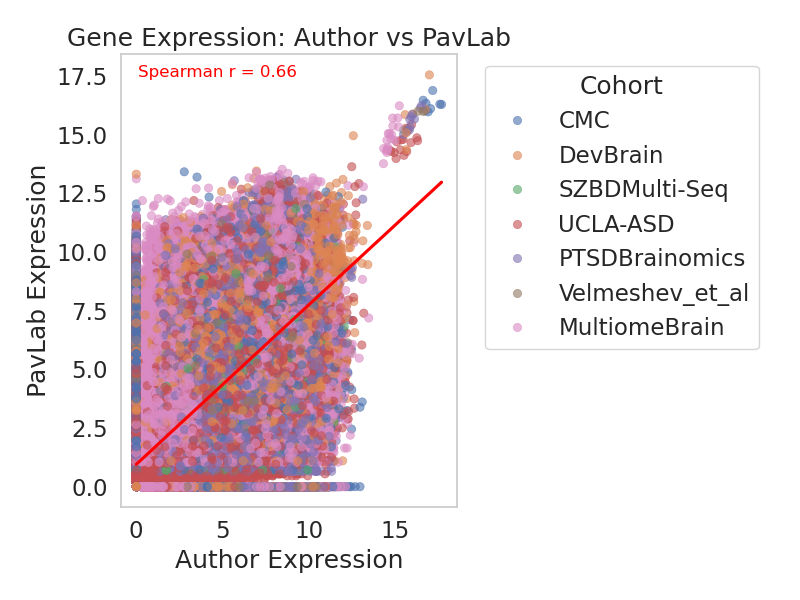 Gene Expression: Author vs PavLab
Spearman r = 0.66
17.5
15.0
12.5
10.0
7.5
5.0
2.5
0.0
PavLab Expression
0 5 10 15
Author Expression
Cohort
CMC
DevBrain
SZBDMulti-Seq
UCLA-ASD
PTSDBrainomics
Velmeshev_et_al
MultiomeBrain